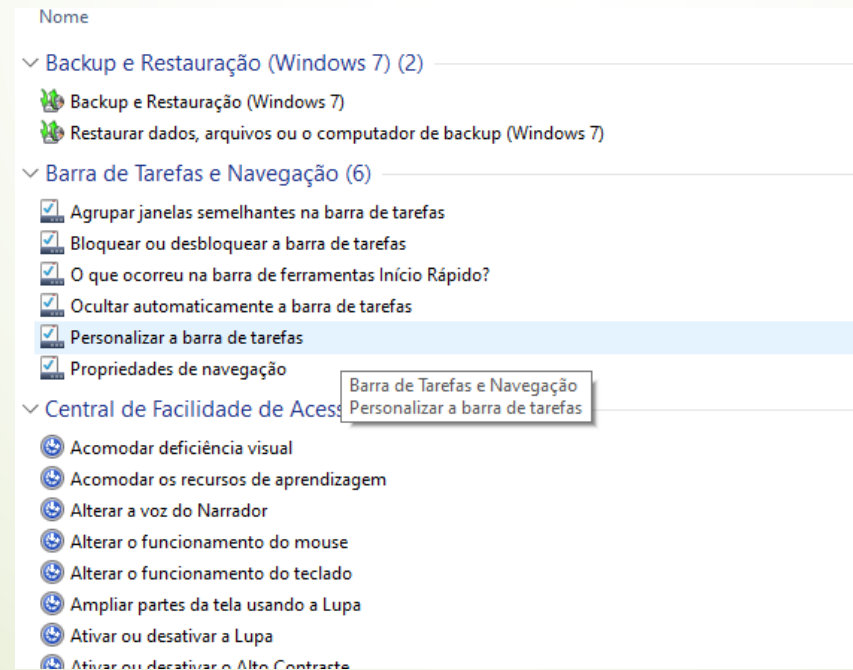 Nome
Backup e Restauração (Windows 7) (2)
Backup e Restauração (Windows 7)
Restaurar dados, arquivos ou o computador de backup (Windows 7)
Barra de Tarefas e Navegação (6)
Agrupar janelas semelhantes na barra de tarefas
Bloquear ou desbloquear a barra de tarefas
O que ocorreu na barra de ferramentas Início Rápido?
Ocultar automaticamente a barra de tarefas
Personalizar a barra de tarefas
Propriedades de navegação
Barra de Tarefas e Navegação
Personalizar a barra de tarefas
Central de Facilidade de Acess
Acomodar deficiência visual
Acomodar os recursos de aprendizagem
Alterar a voz do Narrador
Alterar o funcionamento do mouse
Alterar o funcionamento do teclado
Ampliar partes da tela usando a Lupa
Ativar ou desativar a Lupa
Ativar ou desativar o Alto Contraste